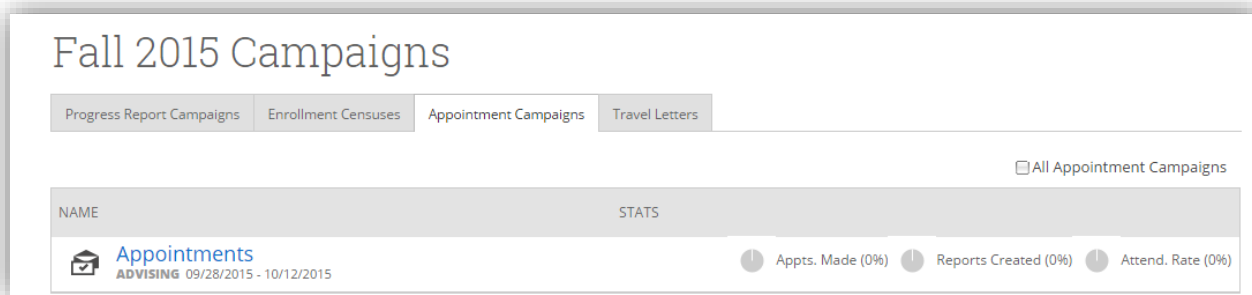 Fall 2015 Campaigns
Progress Report Campaigns Enrollment Censuses Appointment Campaigns Travel Letters
All Appointment Campaigns
NAME STATS
Appointments Appts. Made (0%) Reports Created (0%) Attend. Rate (0%)
ADVISING 09/28/2015 - 10/12/2015